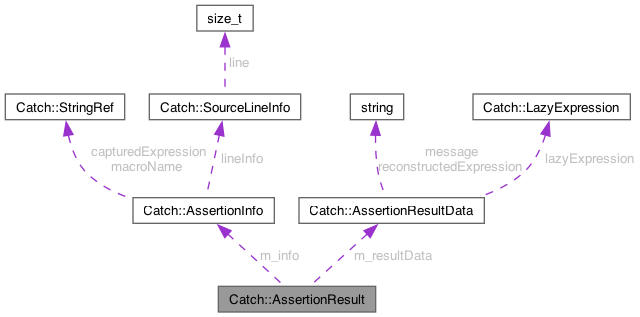 size_t
line
Catch::StringRef
Catch::SourceLineInfo
string
Catch::LazyExpression
capturedExpression
macroName
lineInfo
message
reconstructedExpression
lazyExpression
Catch::AssertionInfo
Catch::AssertionResultData
m_info
m_resultData
Catch::AssertionResult